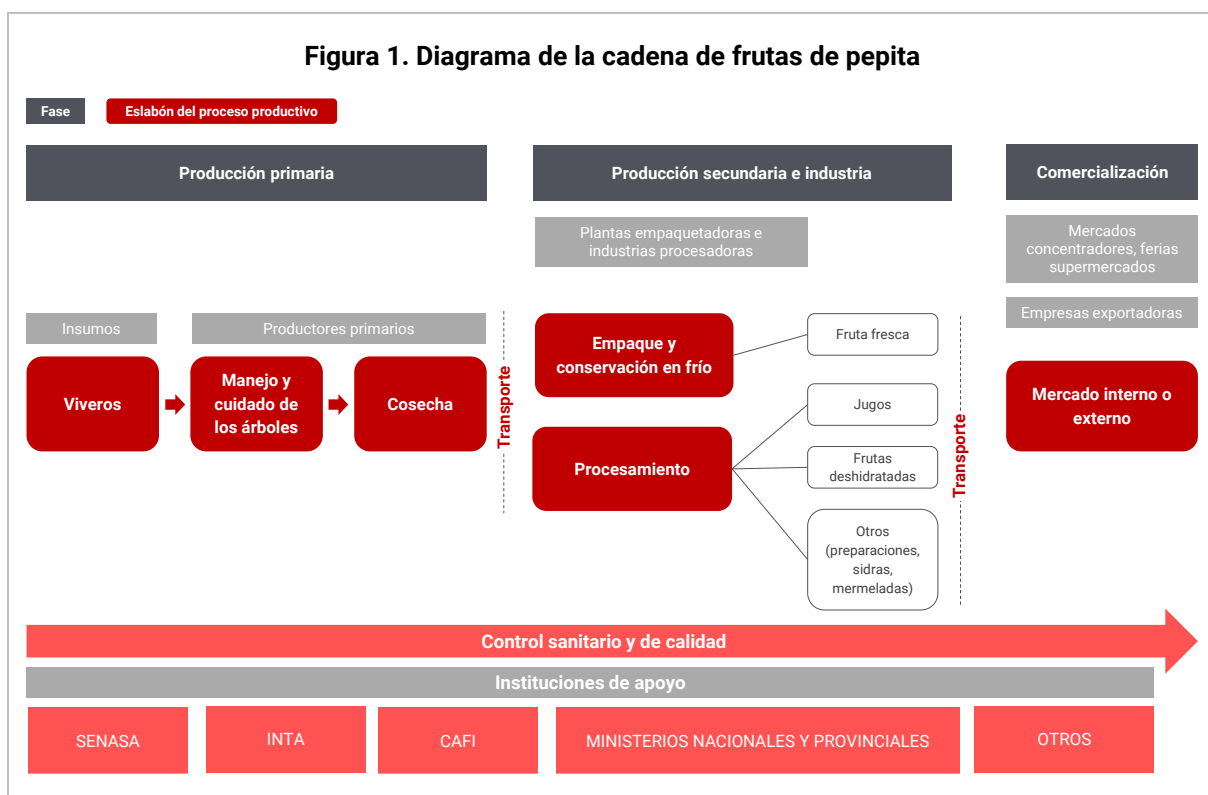 Figura 1. Diagrama de la cadena de frutas de pepita
Fase
Eslabón del proceso productivo
Producción primaria
Producción secundaria e industria
Comercialización
Plantas empaquetadoras e
industrias procesadoras
Mercados
concentradores, ferias
supermercados
Empresas exportadoras
Insumos
Productores primarios
Viveros
Manejo y
cuidado de
los árboles
Cosecha
Transporte
Empaque y
conservación en frío
Procesamiento
Fruta fresca
Jugos
Frutas
deshidratadas
Otros
(preparaciones,
sidras,
mermeladas)
Transporte
Mercado interno o
externo
Control sanitario y de calidad
Instituciones de apoyo
SENASA
INTA
CAFI
MINISTERIOS NACIONALES Y PROVINCIALES
OTROS